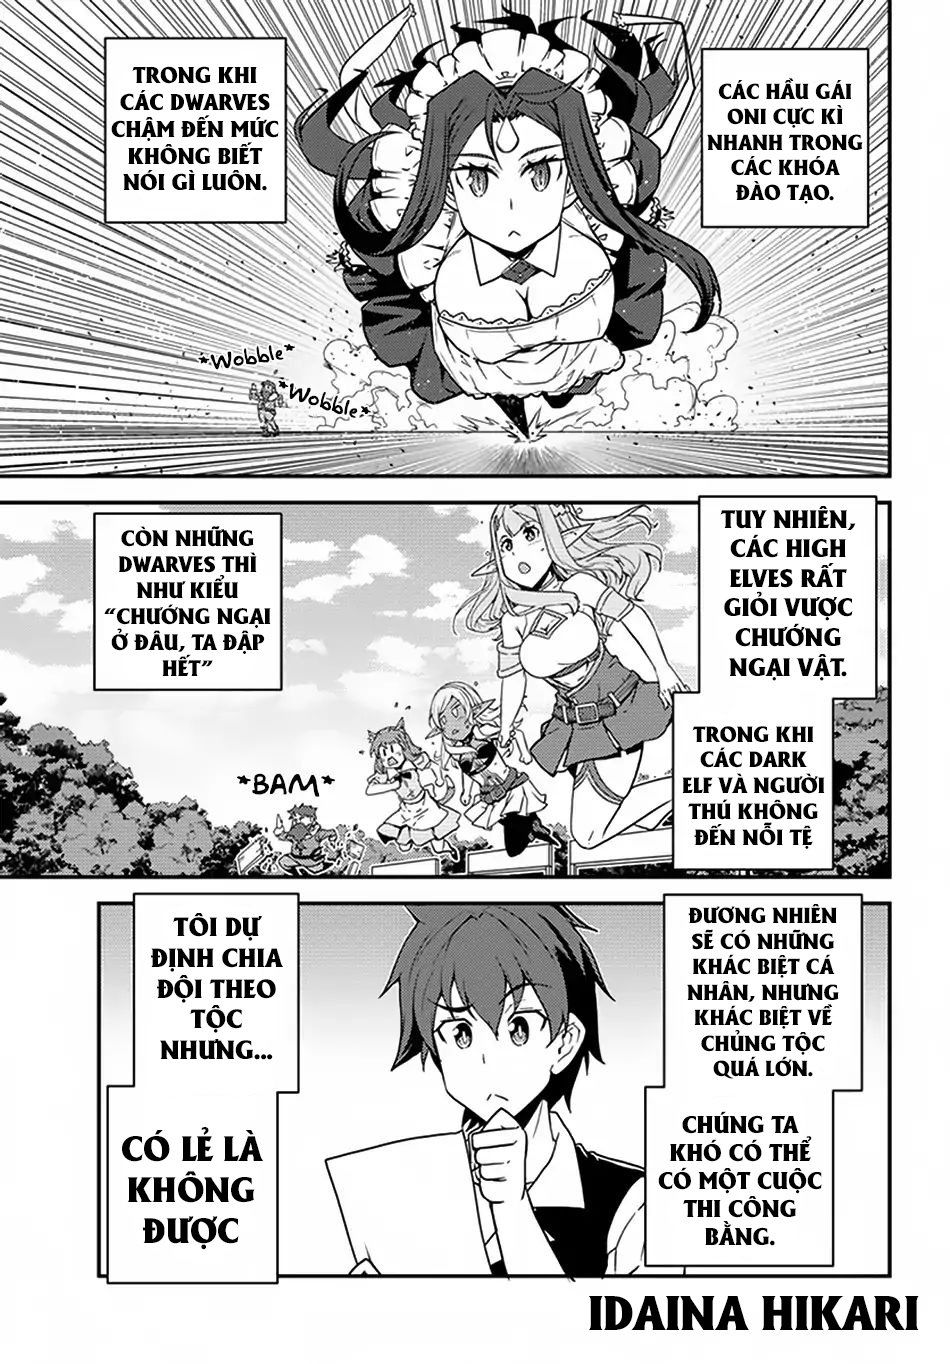 CÁC HẦU GÁI
ONI CỰC KÌ
NHANH TRONG
CÁC KHÓA
ĐÀO TẠO.
TRONG KHI
CÁC DWARVES
CHẬM ĐẾN MỨC
KHÔNG BIẾT
NÓI GÌ LUÔN.
*Wobble*
*Wobble*
TUY NHIÊN,
CÁC HIGH
ELVES RẤT
GIỎI VƯỢC
CHƯỚNG
NGẠI VẬT.
TRONG KHI
CÁC DARK
ELF VÀ NGƯỜI
THÚ KHÔNG
ĐẾN NỖI TỆ
CÒN NHỮNG
DWARVES THÌ
NHƯ KIỂU
“CHƯỚNG NGẠI
Ở ĐÂU, TA ĐẬP
HẾT”
*BAM*
ĐƯƠNG NHIÊN
SẼ CÓ NHỮNG
KHÁC BIỆT CÁ
NHÂN, NHƯNG
KHÁC BIỆT VỀ
CHỦNG TỘC
QUÁ LỚN.
CHÚNG TA
KHÓ CÓ THỂ
CÓ MỘT CUỘC
THI CÔNG
BẰNG.
TÔI DỰ
ĐỊNH CHIA
ĐỘI THEO
TỘC
NHƯNG...
CÓ LẺ LÀ
KHÔNG
ĐƯỢC
IDAINA HIKARI